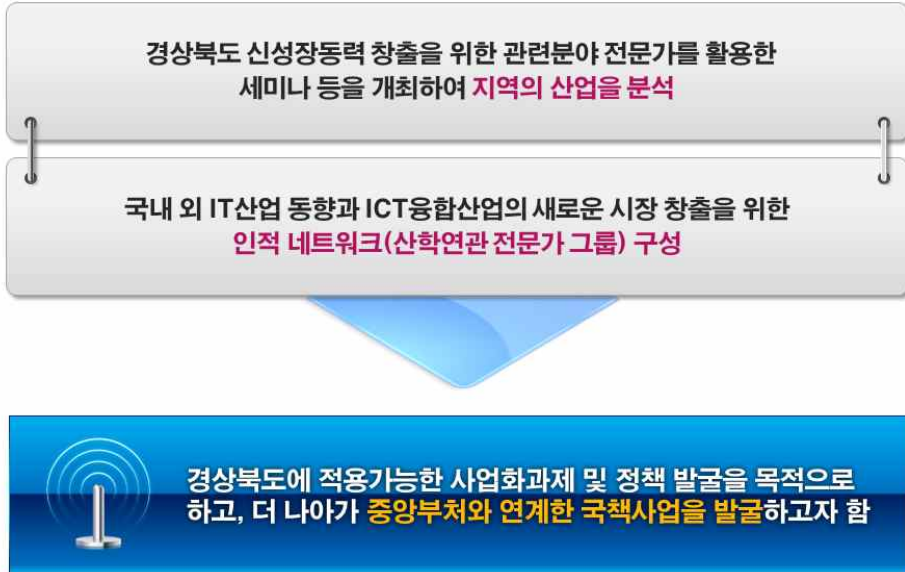 경상북도 신성장동력 창출을 위한 관련분야 전문가를 활용한
세미나 등을 개최하여 지역의 산업을 분석
국내 외 IT산업 동향과 ICT융합산업의 새로운 시장 창출을 위한
인적 네트워크(산학연관 전문가 그룹) 구성
경상북도에 적용가능한 사업화과제 및 정책 발굴을 목적으로
하고, 더 나아가 중앙부처와 연계한 국책사업을 발굴하고자 함